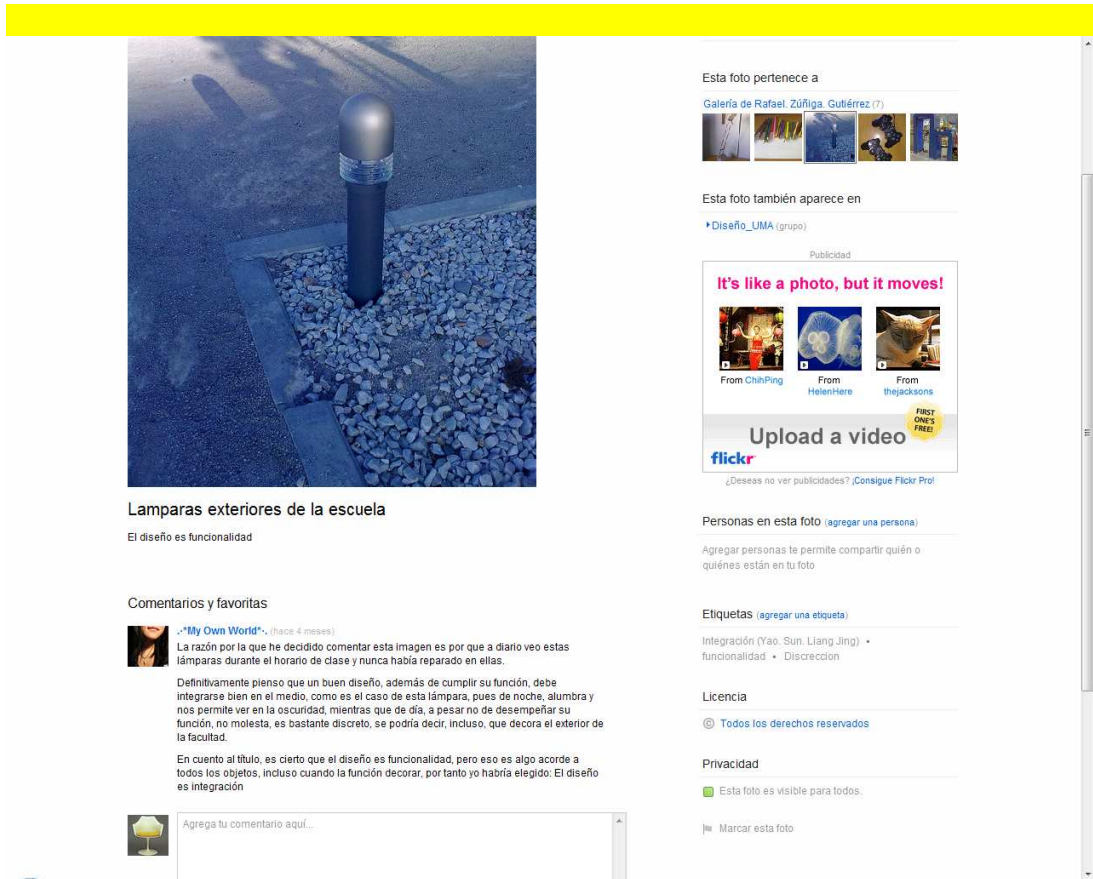 Lamparas exteriores de la escuela
El diseño es funcionalidad
Comentarios y favoritas
.·*My Own World*·. (hace 4 meses)
La razón por la que he decidido comentar esta imagen es por que a diario veo estas
lámparas durante el horario de clase y nunca había reparado en ellas.
Definitivamente pienso que un buen diseño, además de cumplir su función, debe
integrarse bien en el medio, como es el caso de esta lámpara, pues de noche, alumbra y
nos permite ver en la oscuridad, mientras que de día, a pesar no de desempeñar su
función, no molesta, es bastante discreto, se podría decir, incluso, que decora el exterior de
la facultad.
En cuento al título, es cierto que el diseño es funcionalidad, pero eso es algo acorde a
todos los objetos, incluso cuando la función decorar, por tanto yo habría elegido: El diseño
es integración
Agrega tu comentario aquí...
Esta foto pertenece a
Galería de Rafael. Zúñiga. Gutiérrez (7)
Esta foto también aparece en
Diseño_UMA (grupo)
Publicidad
It's like a photo, but it moves!
From ChihPing
From
HelenHere
From
thejacksons
FIRST
ONE'S
FREE!
Upload a video
flickr
¿Deseas no ver publicidades? ¡Consigue Flickr Pro!
Personas en esta foto (agregar una persona)
Agregar personas te permite compartir quién o
quiénes están en tu foto
Etiquetas (agregar una etiqueta)
Integración (Yao. Sun. Liang Jing) •
funcionalidad • Discreccion
Licencia
© Todos los derechos reservados
Privacidad
Esta foto es visible para todos.
Marcar esta foto